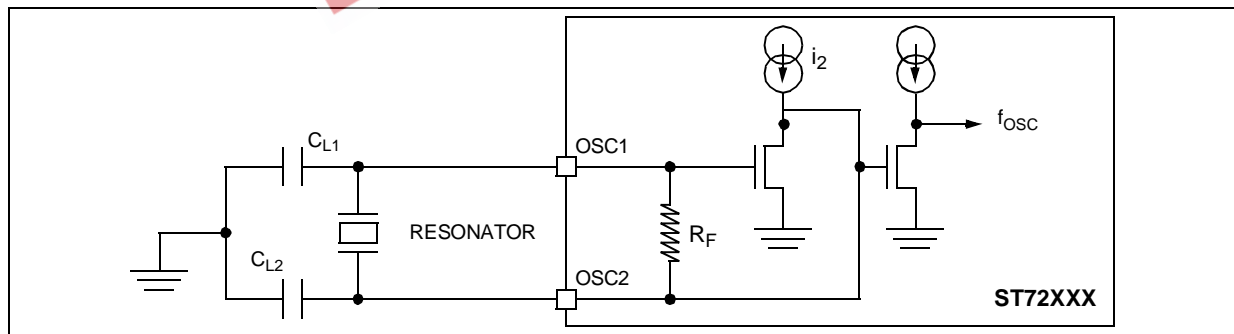 i2
fOSC
CL1
OSC1
RESONATOR
RF
CL2
OSC2
ST72XXX